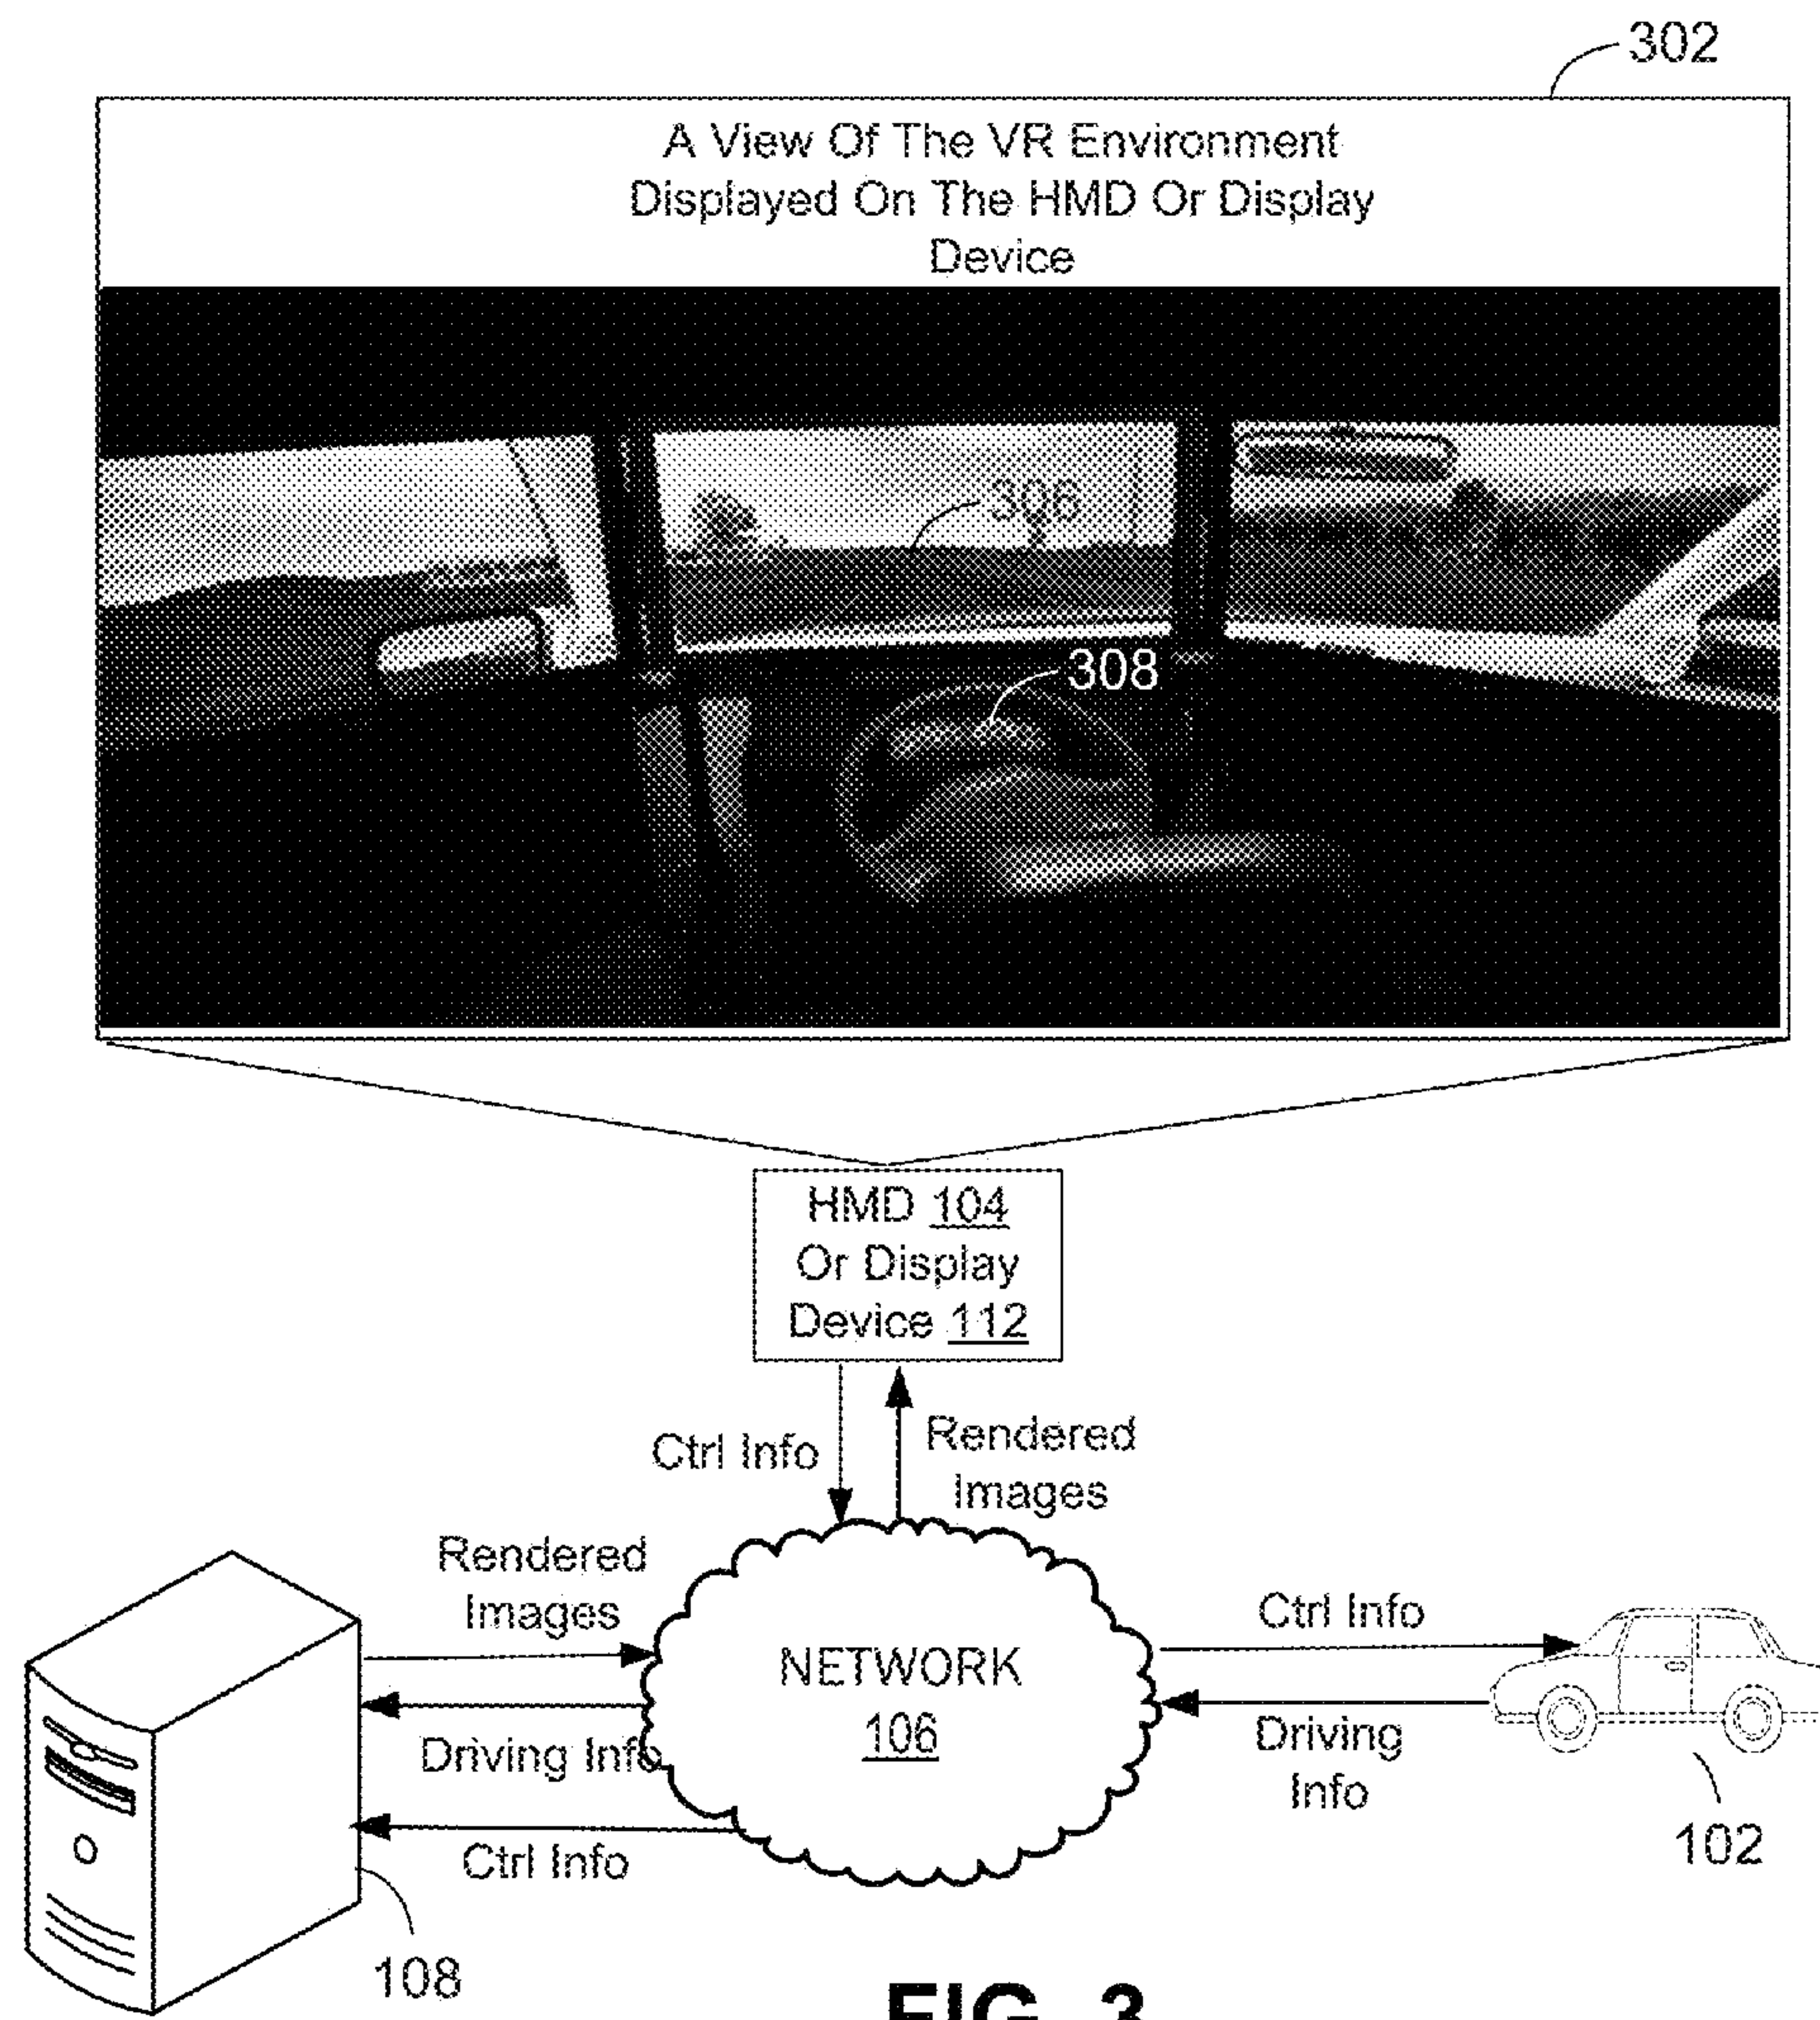 302
A View Of The VR Environment
Displayed On The HMD Or Display
Device
306
308
HMD 104
Or Display
Device 112
Ctrl Info
Rendered
Images
Rendered
Images
NETWORK
106
Driving Info
Ctrl Info
Ctrl Info
Driving
Info
102
108
FIG. 3